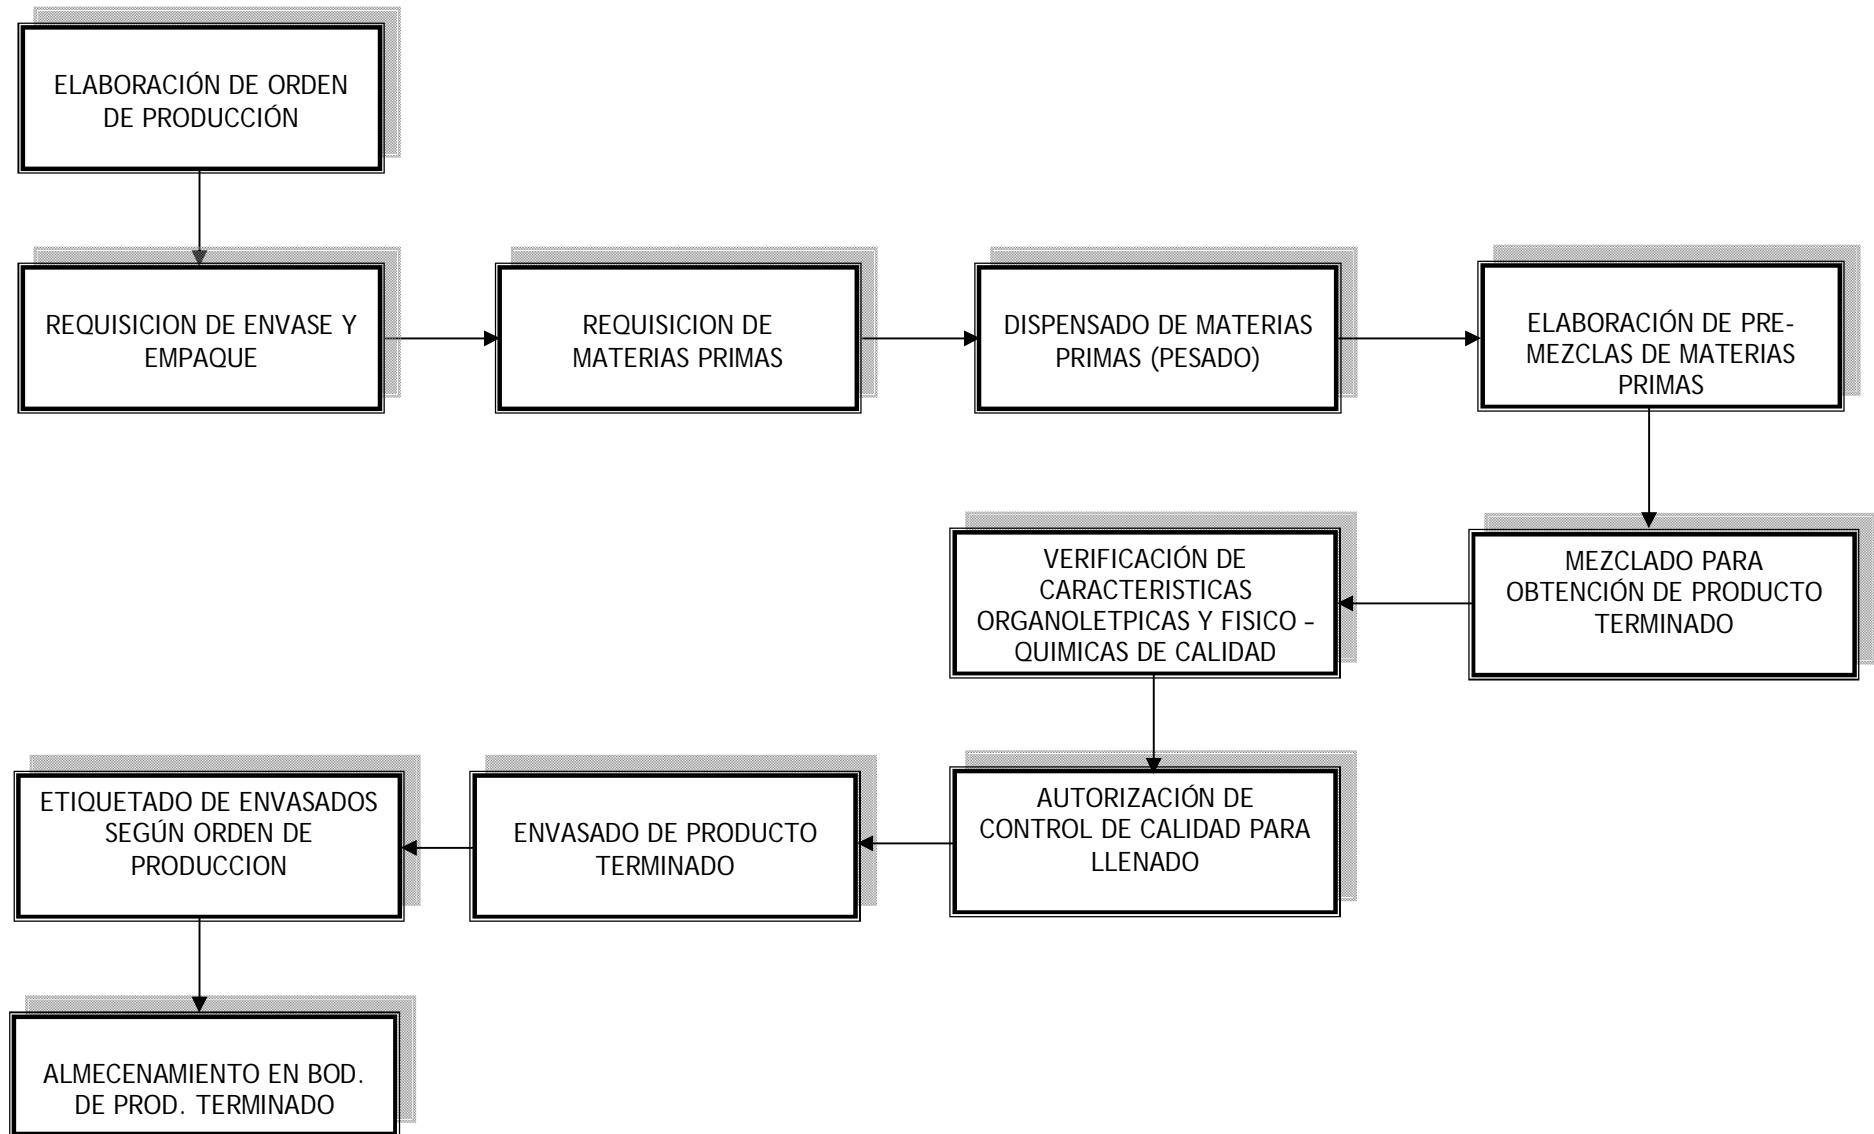 ELABORACIÓN DE ORDEN
DE PRODUCCIÓN
REQUISICION DE ENVASE Y
EMPAQUE
REQUISICION DE
MATERIAS PRIMAS
DISPENSADO DE MATERIAS
PRIMAS (PESADO)
ELABORACIÓN DE PRE-
MEZCLAS DE MATERIAS
PRIMAS
MEZCLADO PARA
OBTENCIÓN DE PRODUCTO
TERMINADO
VERIFICACIÓN DE
CARACTERISTICAS
ORGANOLETPICAS Y FISICO –
QUIMICAS DE CALIDAD
AUTORIZACIÓN DE
CONTROL DE CALIDAD PARA
LLENADO
ENVASADO DE PRODUCTO
TERMINADO
ETIQUETADO DE ENVASADOS
SEGÚN ORDEN DE
PRODUCCION
ALMECENAMIENTO EN BOD.
DE PROD. TERMINADO